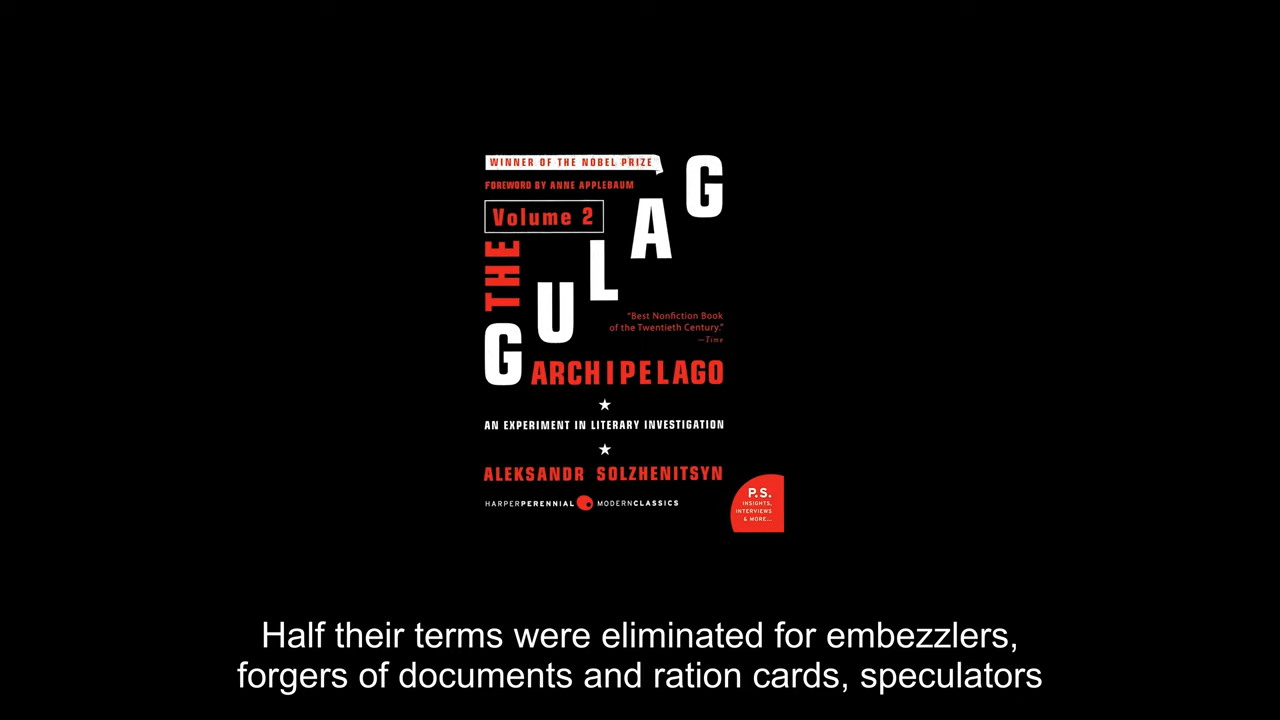 WINNER OF THE NOBEL PRIZE
FOREWORD BY ANNE APPLEBAUM
Volume 2
THE
GULAG
"Best Nonfiction Book
of the Twentieth Century."
—Time
ARCHIPELAGO
AN EXPERIMENT IN LITERARY INVESTIGATION
ALEKSANDR SOLZHENITSYN
HARPERPERENNIAL MODERNCLASSICS
P.S.
INSIGHTS,
INTERVIEWS
& MORE...
Half their terms were eliminated for embezzlers,
forgers of documents and ration cards, speculators